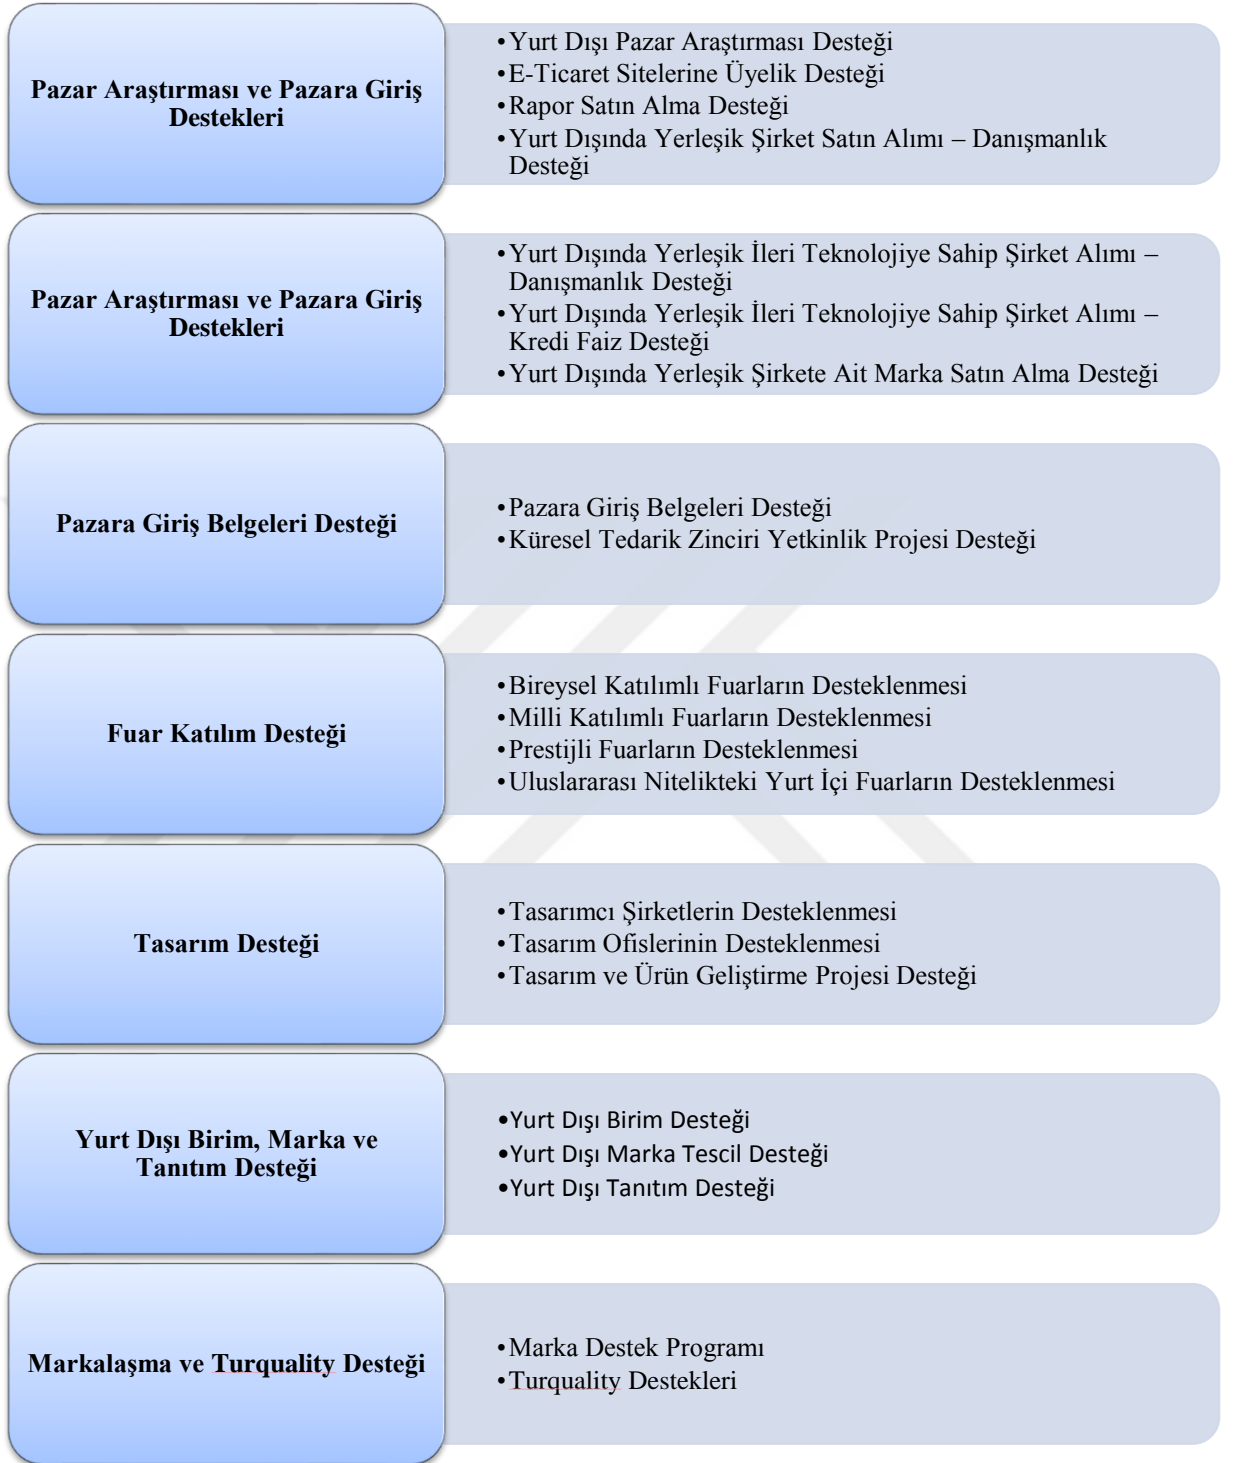 Pazar Araştırması ve Pazara Giriş
Destekleri
•Yurt Dışı Pazar Araştırması Desteği
•E-Ticaret Sitelerine Üyelik Desteği
•Rapor Satın Alma Desteği
•Yurt Dışında Yerleşik Şirket Satın Alımı – Danışmanlık
Desteği
Pazar Araştırması ve Pazara Giriş
Destekleri
•Yurt Dışında Yerleşik İleri Teknolojiye Sahip Şirket Alımı –
Danışmanlık Desteği
•Yurt Dışında Yerleşik İleri Teknolojiye Sahip Şirket Alımı –
Kredi Faiz Desteği
•Yurt Dışında Yerleşik Şirkete Ait Marka Satın Alma Desteği
Pazara Giriş Belgeleri Desteği
•Pazara Giriş Belgeleri Desteği
•Küresel Tedarik Zinciri Yetkinlik Projesi Desteği
Fuar Katılım Desteği
•Bireysel Katılımlı Fuarların Desteklenmesi
•Milli Katılımlı Fuarların Desteklenmesi
•Prestijli Fuarların Desteklenmesi
•Uluslararası Nitelikteki Yurt İçi Fuarların Desteklenmesi
Tasarım Desteği
•Tasarımcı Şirketlerin Desteklenmesi
•Tasarım Ofislerinin Desteklenmesi
•Tasarım ve Ürün Geliştirme Projesi Desteği
Yurt Dışı Birim, Marka ve
Tanıtım Desteği
•Yurt Dışı Birim Desteği
•Yurt Dışı Marka Tescil Desteği
•Yurt Dışı Tanıtım Desteği
Markalaşma ve Turquality Desteği
•Marka Destek Programı
•Turquality Destekleri